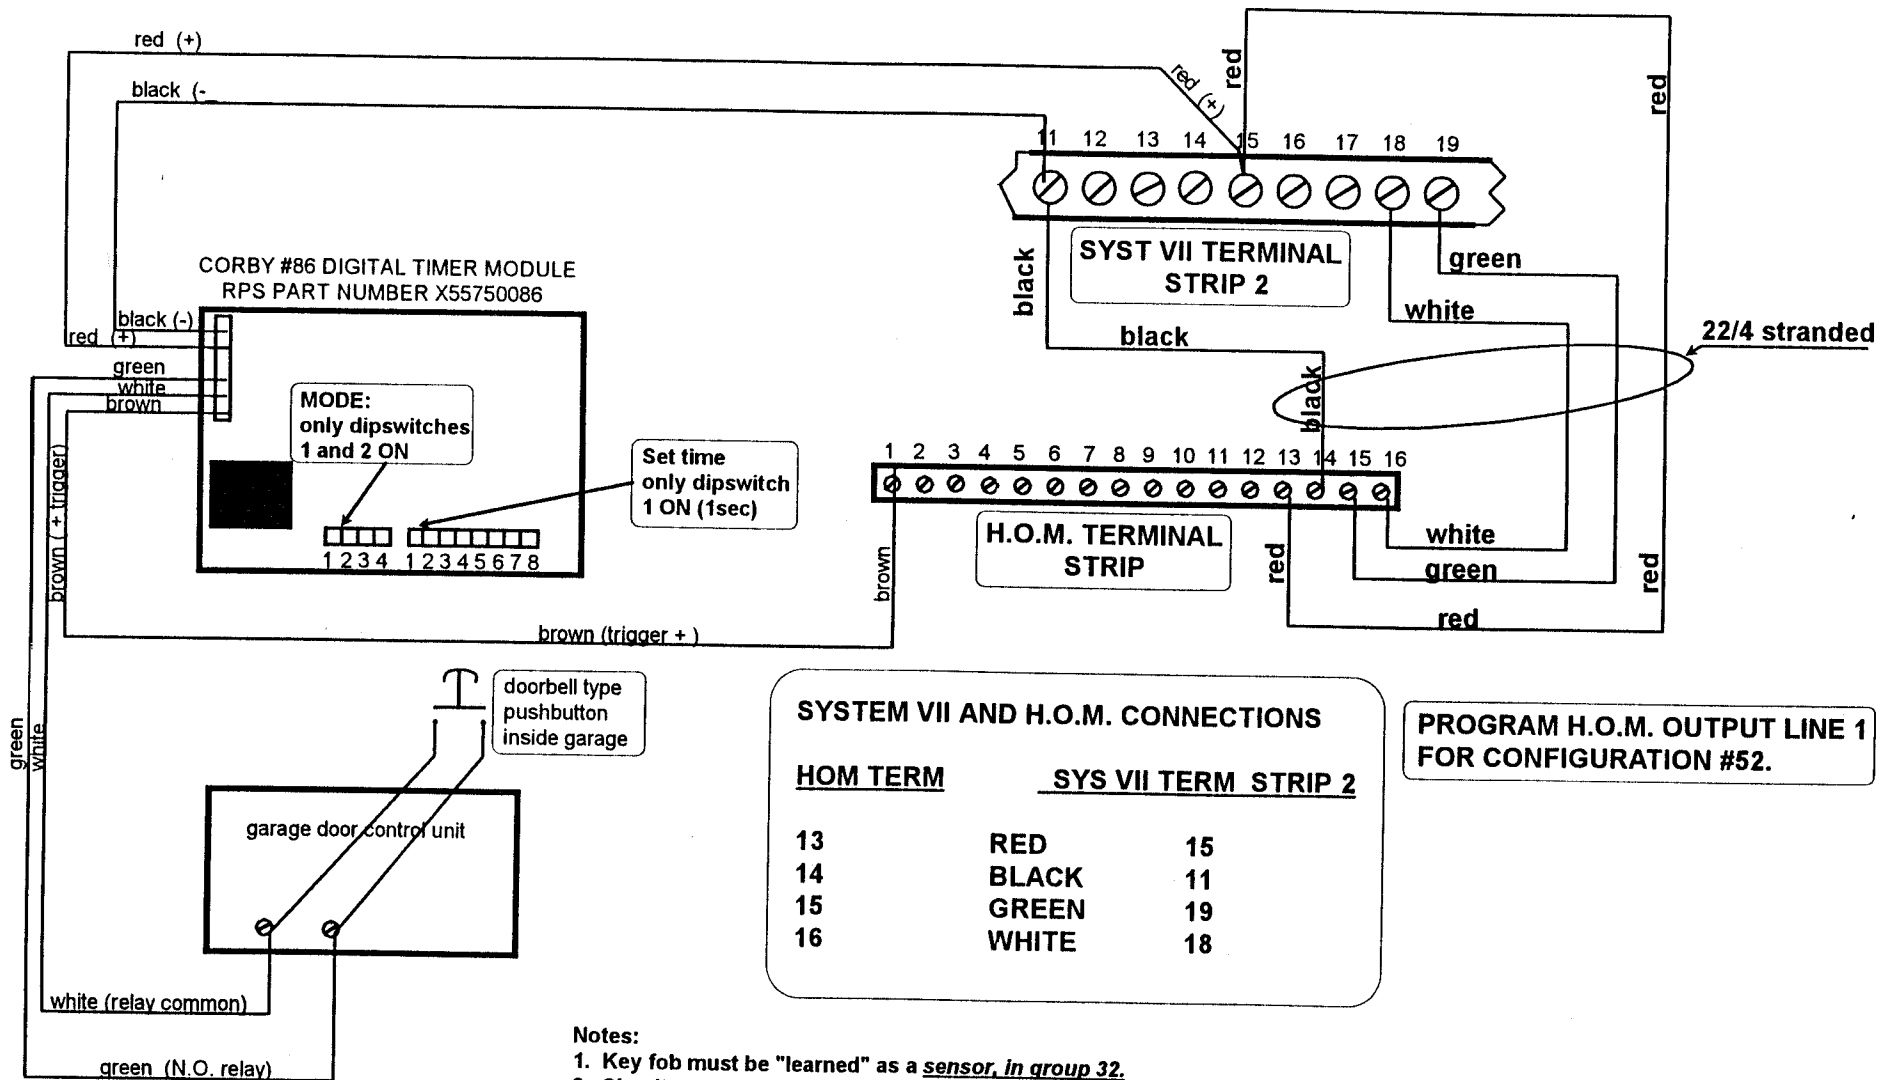 red (+)
black (-
red (+)
red
red
11 12 13 14 15 16 17 18 19
SYST VII TERMINAL
STRIP 2
black
black
black
green
white
22/4 stranded
CORBY #86 DIGITAL TIMER MODULE
RPS PART NUMBER X55750086
black (-)
red (+)
green
white
brown
MODE:
only dipswitches
1 and 2 ON
Set time
only dipswitch
1 ON (1sec)
1 2 3 4 1 2 3 4 5 6 7 8
brown ( + trigger)
1 2 3 4 5 6 7 8 9 10 11 12 13 14 15 16
H.O.M. TERMINAL
STRIP
brown
red
white
green
red
red
brown (trigger + )
green
white
doorbell type
pushbutton
inside garage
garage door control unit
white (relay common)
green (N.O. relay)
SYSTEM VII AND H.O.M. CONNECTIONS
HOM TERM SYS VII TERM STRIP 2
13 RED 15
14 BLACK 11
15 GREEN 19
16 WHITE 18
PROGRAM H.O.M. OUTPUT LINE 1
FOR CONFIGURATION #52.
Notes:
1. Key fob must be "learned" as a sensor, in group 32.